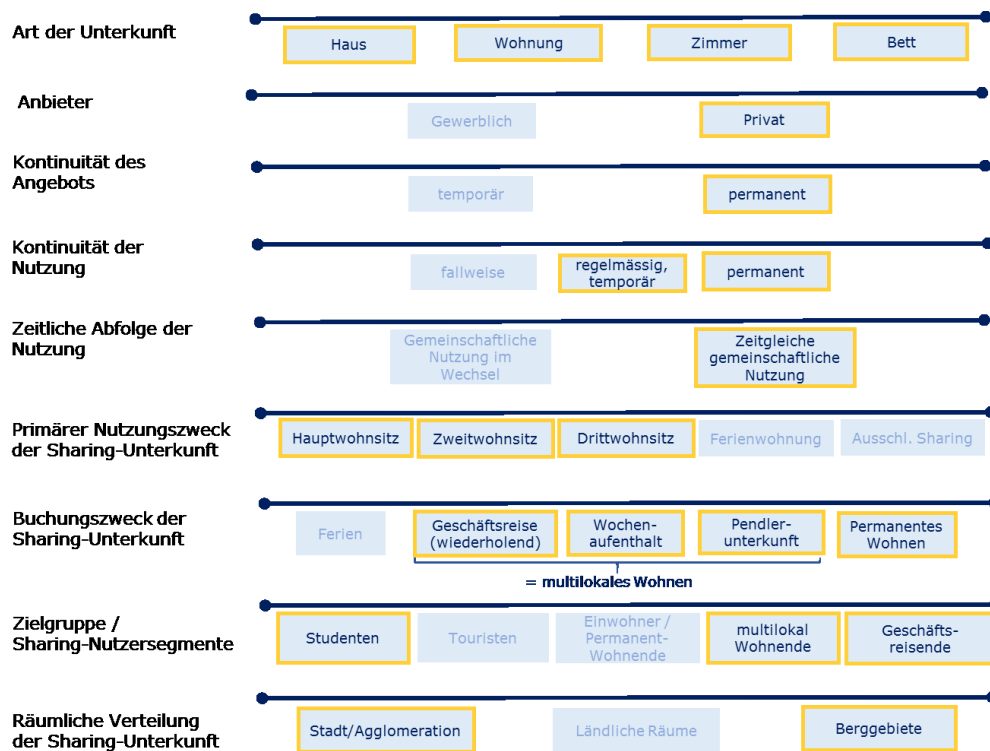 Art der Unterkunft
Haus
Wohnung
Zimmer
Bett
Anbieter
Gewerblich
Privat
Kontinuität des
Angebots
temporär
permanent
Kontinuität der
Nutzung
fallweise
regelmässig,
temporär
permanent
Zeitliche Abfolge der
Nutzung
Gemeinschaftliche
Nutzung im
Wechsel
Zeitgleiche
gemeinschaftliche
Nutzung
Primärer Nutzungszweck
der Sharing-Unterkunft
Hauptwohnsitz
Zweitwohnsitz
Drittwohnsitz
Ferienwohnung
Ausschl. Sharing
Buchungszweck der
Sharing-Unterkunft
Ferien
Geschäftsreise
(wiederholend)
Wochen-
aufenthalt
Pendler-
unterkunft
Permanentes
Wohnen
= multilokales Wohnen
Zielgruppe /
Sharing-Nutzersegmente
Studenten
Touristen
Einwohner /
Permanent-
Wohnende
multilokal
Wohnende
Geschäfts-
reisende
Räumliche Verteilung
der Sharing-Unterkunft
Stadt/Agglomeration
Ländliche Räume
Berggebiete